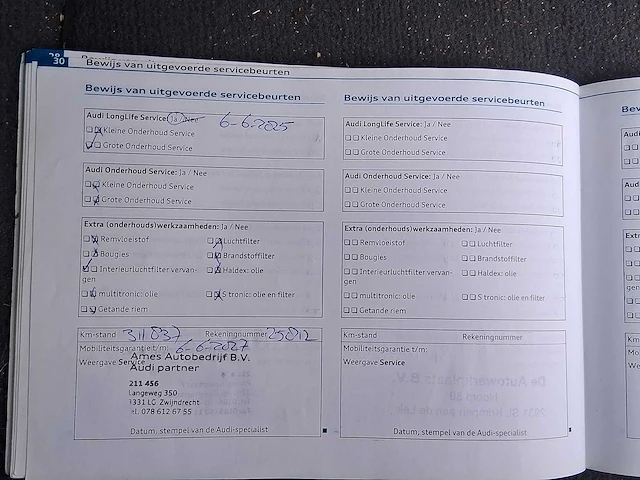 28
30
Bewijs van uitgevoerde servicebeurten
Bewijs van uitgevoerde servicebeurten
Audi LongLife Service: Ja / Nee 6-6-2025
Kleine Onderhoud Service
Grote Onderhoud Service
Audi Onderhoud Service: Ja / Nee
Kleine Onderhoud Service
Grote Onderhoud Service
Extra (onderhouds)werkzaamheden: Ja / Nee
Remvloeistof Luchtfilter
Bougies Brandstoffilter
Interieurluchtfilter vervan- Haldex: olie
gen
multitronic: olie S tronic: olie en filter
Getande riem
Km-stand 311837 Rekeningnummer 25812
Mobiliteitsgarantie t/m: 6-6-2027
Weergave Service
Ames Autobedrijf B.V.
Audi partner
211 456
Langeweg 350
3331 LG Zwijndrecht
tel. 078 612 67 55
Datum, stempel van de Audi-specialist
Bewijs van uitgevoerde servicebeurten
Audi LongLife Service: Ja / Nee
Kleine Onderhoud Service
Grote Onderhoud Service
Audi Onderhoud Service: Ja / Nee
Kleine Onderhoud Service
Grote Onderhoud Service
Extra (onderhouds)werkzaamheden: Ja / Nee
Remvloeistof Luchtfilter
Bougies Brandstoffilter
Interieurluchtfilter vervan- Haldex: olie
gen
multitronic: olie S tronic: olie en filter
Getande riem
Km-stand Rekeningnummer
Mobiliteitsgarantie t/m:
Weergave Service
Datum, stempel van de Audi-specialist